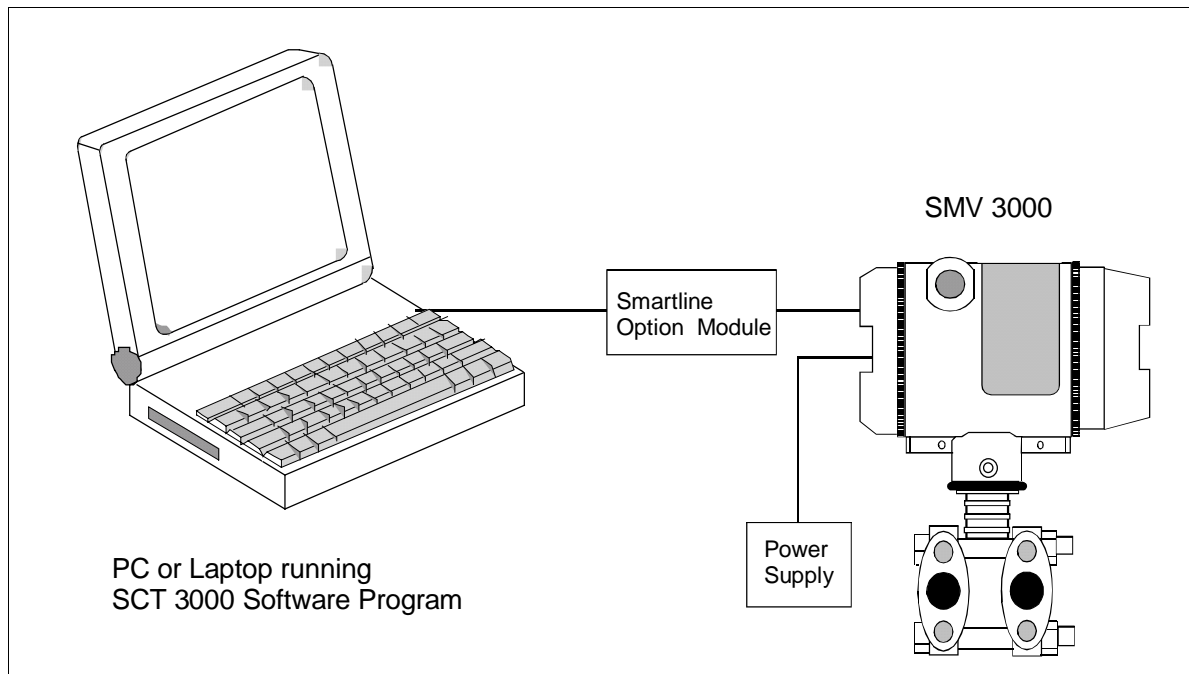 SMV 3000
Smartline
Option Module
Power
Supply
PC or Laptop running
SCT 3000 Software Program